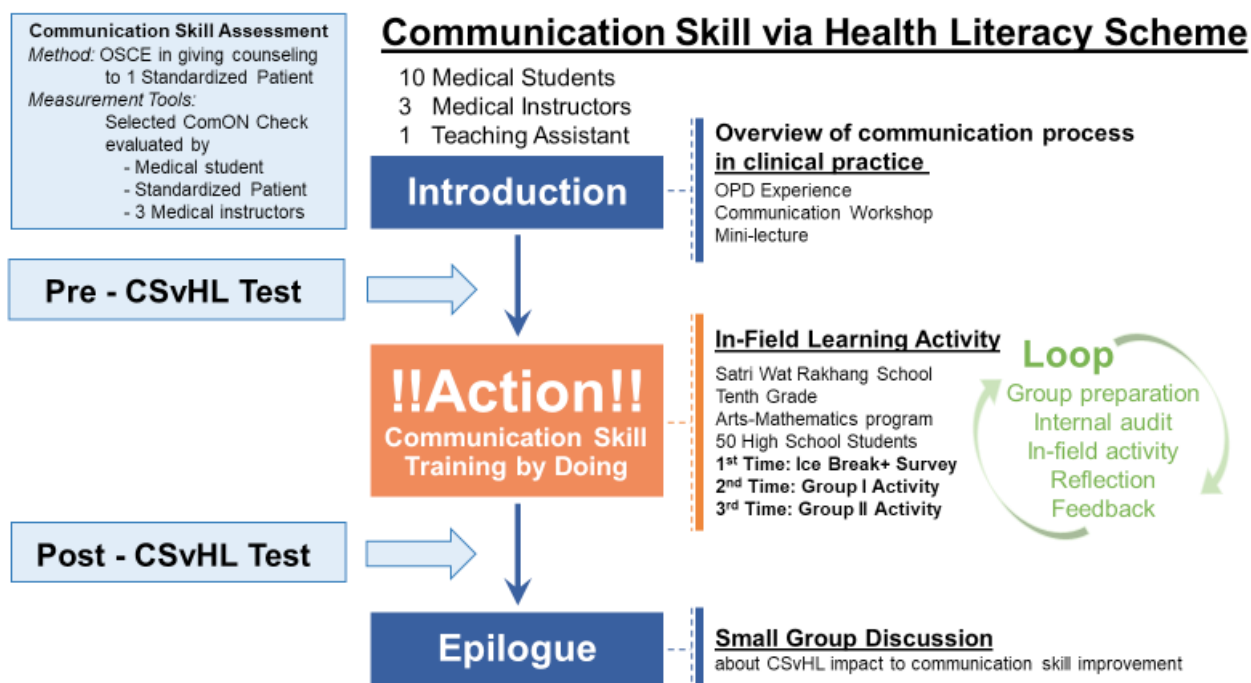 Communication Skill Assessment
Method: OSCE in giving counseling
to 1 Standardized Patient
Measurement Tools:
Selected ComON Check
evaluated by
- Medical student
- Standardized Patient
- 3 Medical instructors
Communication Skill via Health Literacy Scheme
10 Medical Students
3 Medical Instructors
1 Teaching Assistant
Introduction
Overview of communication process
in clinical practice
OPD Experience
Communication Workshop
Mini-lecture
Pre - CSvHL Test
!!Action!!
Communication Skill
Training by Doing
In-Field Learning Activity
Satri Wat Rakhang School
Tenth Grade
Arts-Mathematics program
50 High School Students
1st Time: Ice Break+ Survey
2nd Time: Group I Activity
3rd Time: Group II Activity
Loop
Group preparation
Internal audit
In-field activity
Reflection
Feedback
Post - CSvHL Test
Epilogue
Small Group Discussion
about CSvHL impact to communication skill improvement